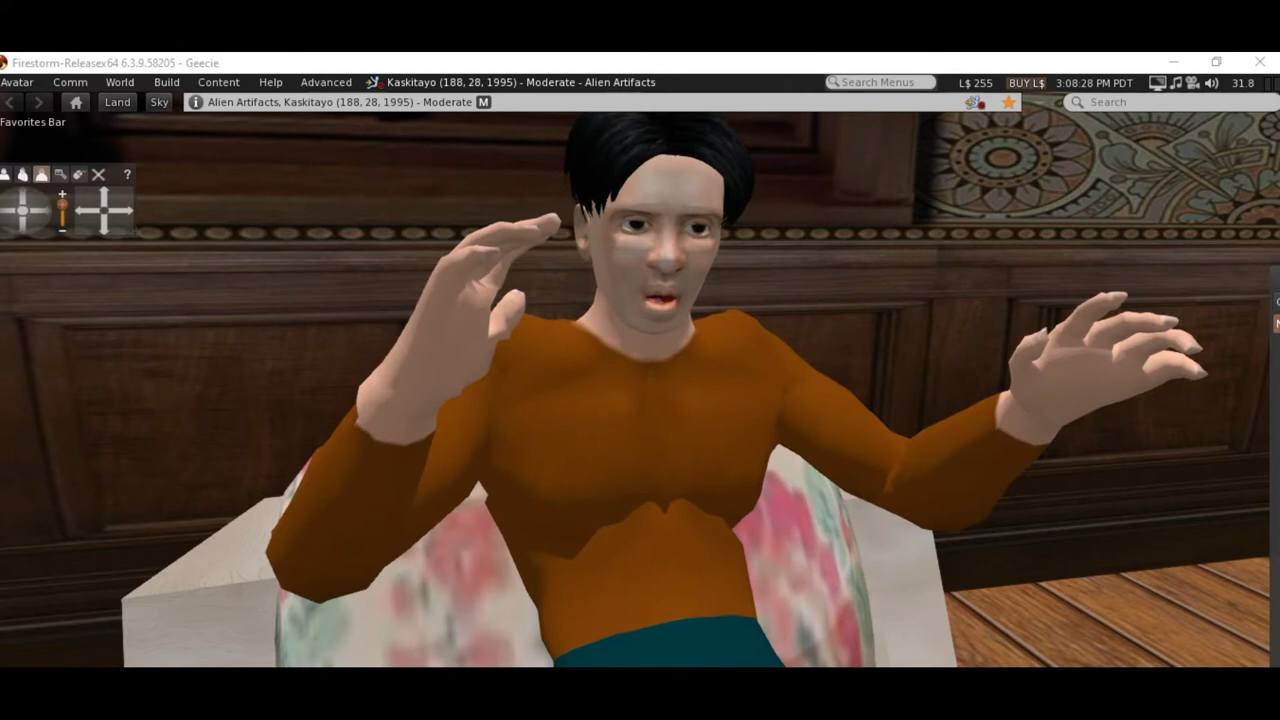 Firestorm-Releasex64 6.3.9.58205 - Geecie
Avatar Comm World Build Content Help Advanced Kaskitayo (188, 28, 1995) - Moderate - Alien Artifacts Search Menus L$ 255 BUY L$ 3:08:28 PM PDT 31.8
Land Sky Alien Artifacts, Kaskitayo (188, 28, 1995) - Moderate M Search
Favorites Bar
?